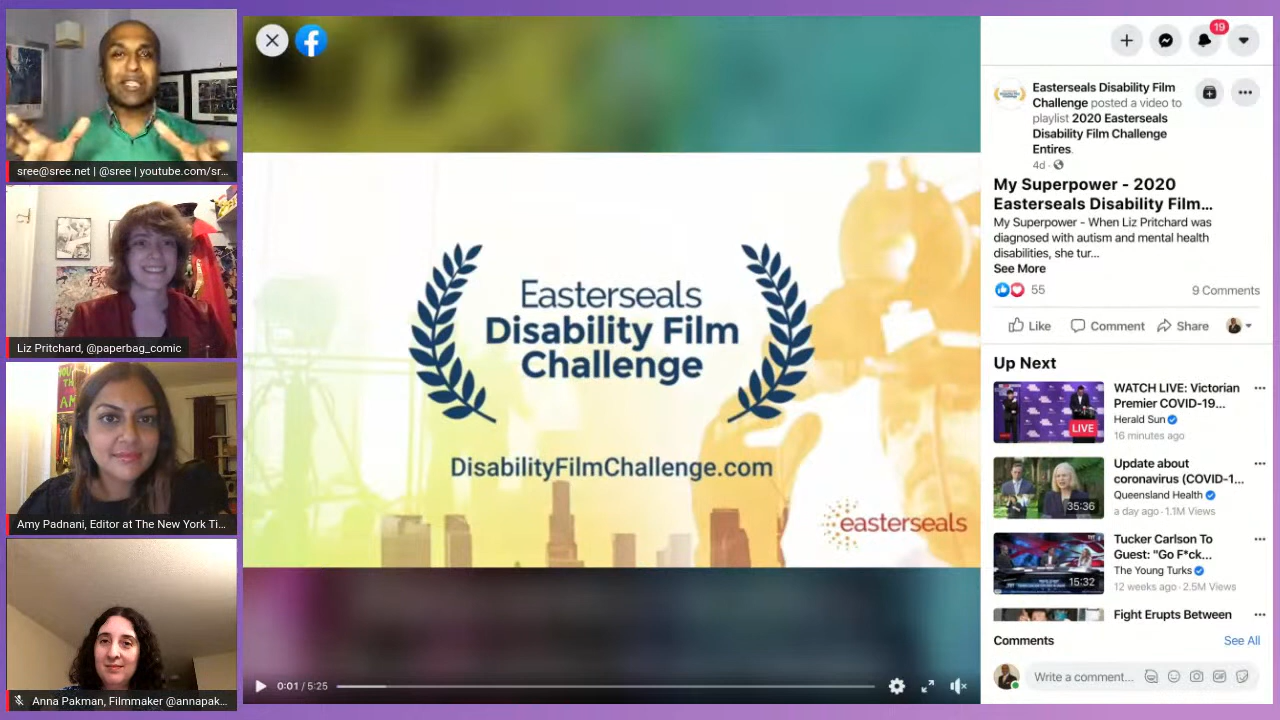 sree@sree.net | @sree | youtube.com/sr...
Liz Pritchard, @paperbag_comic
Amy Padnani, Editor at The New York Ti...
Anna Pakman, Filmmaker @annapak...
Easterseals
Disability Film
Challenge
DisabilityFilmChallenge.com
easterseals
0:01 / 5:25
19
Easterseals Disability Film
Challenge posted a video to
playlist 2020 Easterseals
Disability Film Challenge
Entires.
4d ·
My Superpower - 2020
Easterseals Disability Film...
My Superpower - When Liz Pritchard was
diagnosed with autism and mental health
disabilities, she tur...
See More
55
9 Comments
Like
Comment
Share
Up Next
LIVE
WATCH LIVE: Victorian
Premier COVID-19...
Herald Sun
16 minutes ago
35:36
Update about
coronavirus (COVID-1...
Queensland Health
a day ago · 1.1M Views
15:32
Tucker Carlson To
Guest: "Go F*ck...
The Young Turks
12 weeks ago · 2.5M Views
Fight Erupts Between
Comments
See All
Write a comment...